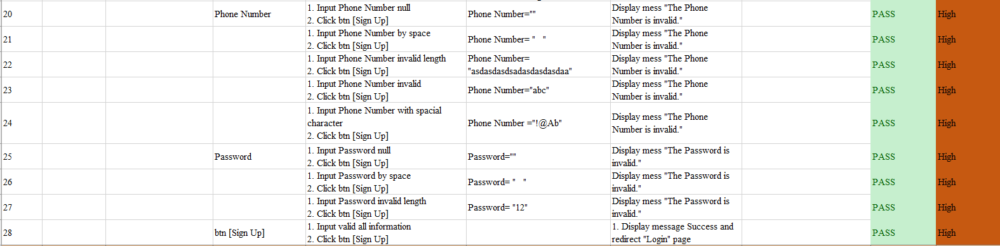 20 Phone Number 1. Input Phone Number null Phone Number="" Display mess "The Phone PASS High
2. Click btn [Sign Up] Number is invalid."
21 1. Input Phone Number by space Phone Number= "   " Display mess "The Phone PASS High
2. Click btn [Sign Up] Number is invalid."
22 1. Input Phone Number invalid length Phone Number= Display mess "The Phone PASS High
2. Click btn [Sign Up] "asdasdasdsadasdasdasdaa" Number is invalid."
23 1. Input Phone Number invalid Phone Number="abc" Display mess "The Phone PASS High
2. Click btn [Sign Up] Number is invalid."
24 1. Input Phone Number with spacial Phone Number ="!@Ab" Display mess "The Phone PASS High
character Number is invalid."
2. Click btn [Sign Up]
25 Password 1. Input Password null Password="" Display mess "The Password is PASS High
2. Click btn [Sign Up] invalid."
26 1. Input Password by space Password= "   " Display mess "The Password is PASS High
2. Click btn [Sign Up] invalid."
27 1. Input Password invalid length Password= "12" Display mess "The Password is PASS High
2. Click btn [Sign Up] invalid."
28 btn [Sign Up] 1. Input valid all information 1. Display message Success and PASS High
2. Click btn [Sign Up] redirect "Login" page